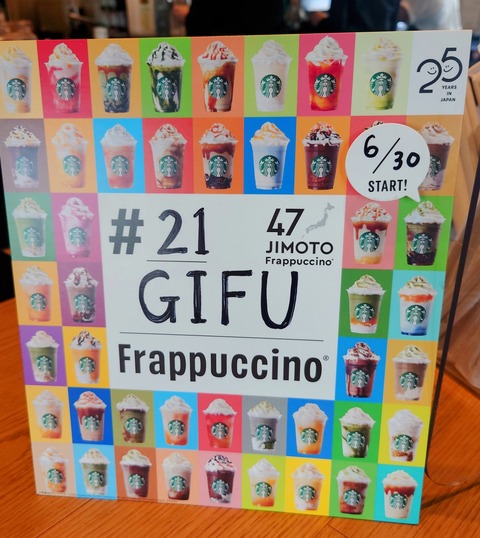 25
YEARS
IN
JAPAN
6/30
START!
#21
47
JIMOTO
Frappuccino®
GIFU
Frappuccino®